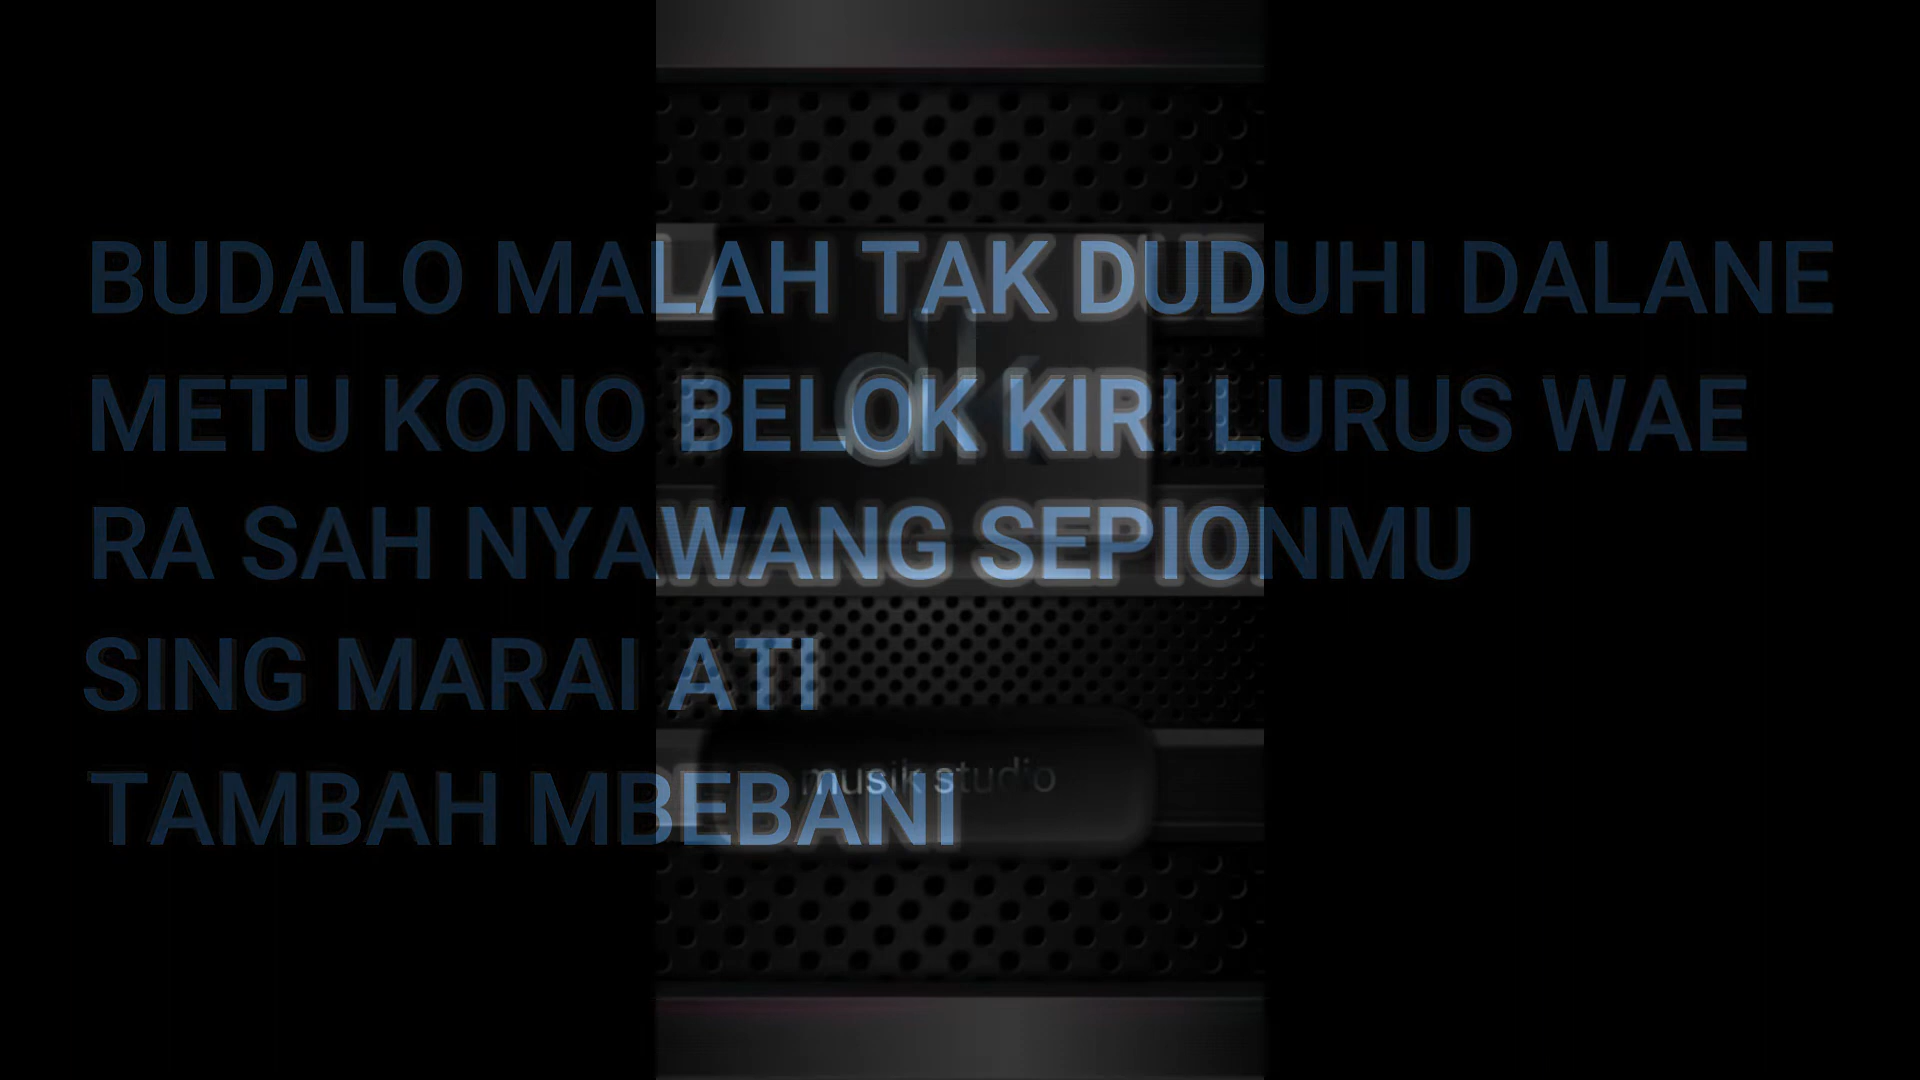 BUDALO MALAH TAK DUDUHI DALANE
dk
METU KONO BELOK KIRI LURUS WAE
RA SAH NYAWANG SEPIONMU
SING MARAI ATI
TAMBAH MBEBANI
musik studio